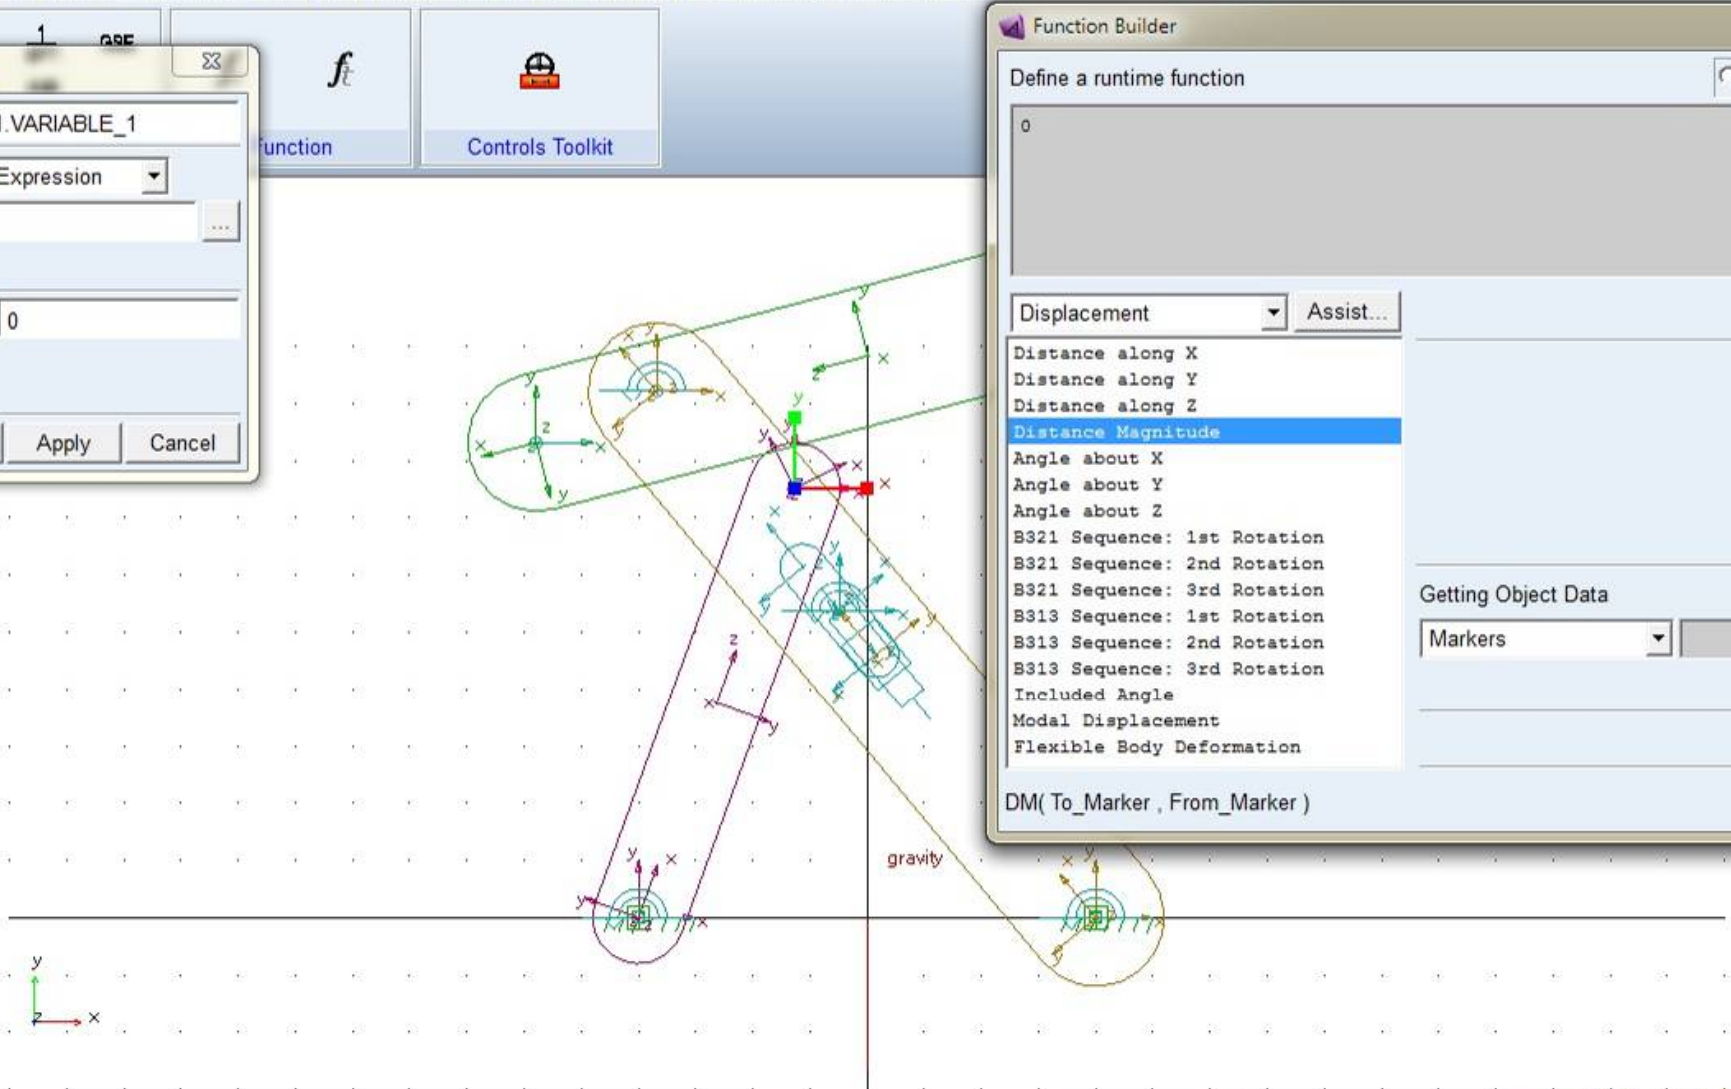 1
GSE
ft
Function Builder
Define a runtime function
.VARIABLE_1
unction
Controls Toolkit
0
Expression
...
Displacement
Assist...
0
Distance along X
Distance along Y
Distance along Z
Distance Magnitude
Apply
Cancel
Angle about X
Angle about Y
Angle about Z
B321 Sequence: 1st Rotation
B321 Sequence: 2nd Rotation
B321 Sequence: 3rd Rotation
B313 Sequence: 1st Rotation
B313 Sequence: 2nd Rotation
B313 Sequence: 3rd Rotation
Included Angle
Modal Displacement
Flexible Body Deformation
Getting Object Data
Markers
DM( To_Marker , From_Marker )
gravity
y
z
x